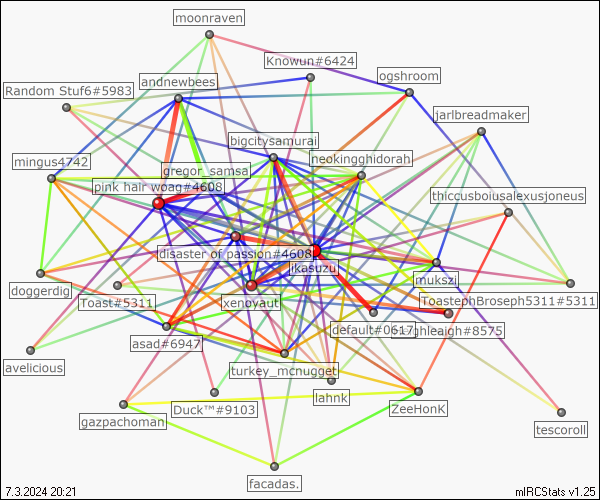 moonraven
Knowun#6424
ogshroom
andnewbees
Random Stuf6#5983
jarlbreadmaker
bigcitysamurai
neokingghidorah
mingus4742
gregor_samsa
pink hair woag#4608
thiccusboiusalexusjoneus
disaster of passion#4608
ikasuzu
mukszi
doggerdig
Toast#5311
xenoyaut
ToastephBroseph5311#5311
default#0617
asad#6947
avelicious
turkey_mcnugget
lahnk
Duck™#9103
ZeeHonK
gazpachoman
tescoroll
facadas.
7.3.2024 20:21
mIRCStats v1.25